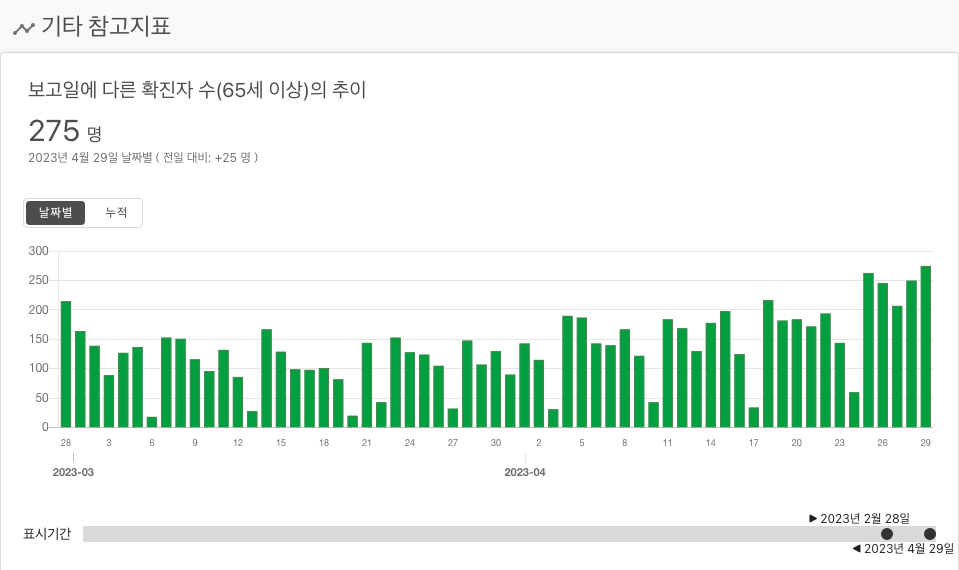 기타 참고지표
보고일에 다른 확진자 수(65세 이상)의 추이
275 명
2023년 4월 29일 날짜별 ( 전일 대비: +25 명 )
날짜별 누적
300
250
200
150
100
50
0
28 3 6 9 12 15 18 21 24 27 30 2 5 8 11 14 17 20 23 26 29
2023-03 2023-04
▶ 2023년 2월 28일
표시기간
◀ 2023년 4월 29일